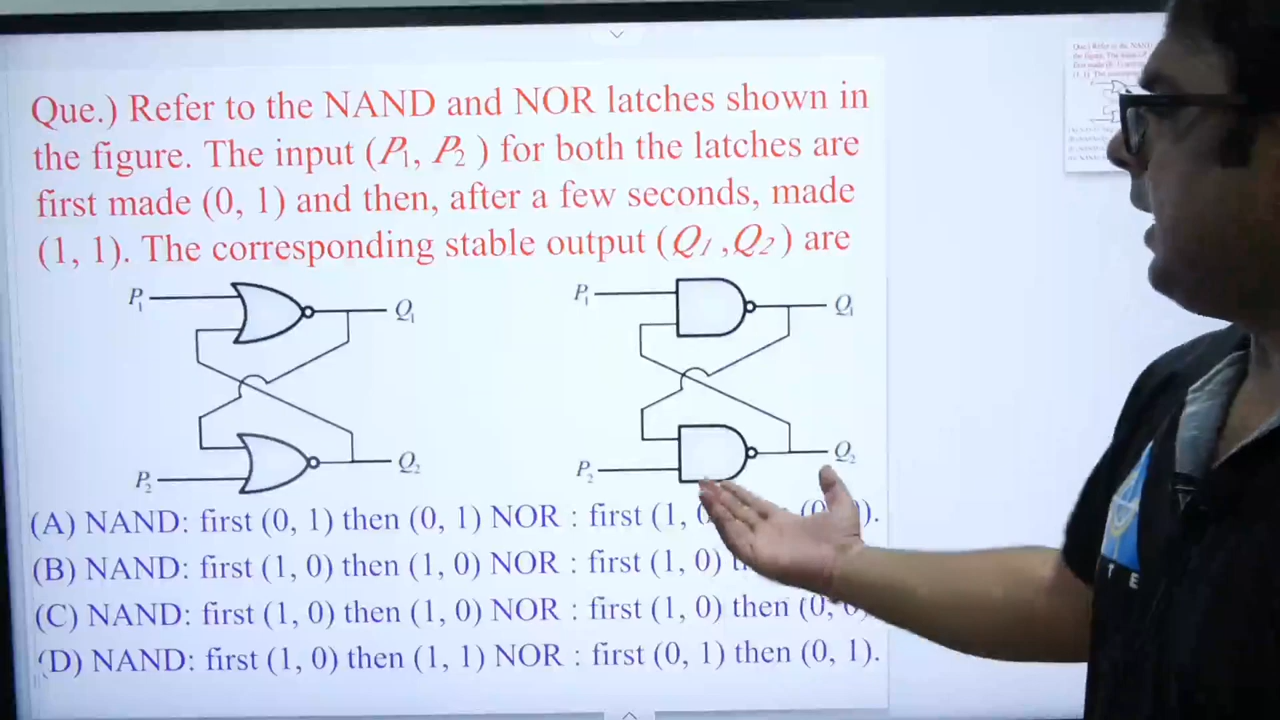 Que.) Refer to the NAND and NOR latches shown in
the figure. The input (P₁, P₂ ) for both the latches are
first made (0, 1) and then, after a few seconds, made
(1, 1). The corresponding stable output (Q₁ ,Q₂ ) are
P₁ Q₁
P₂ Q₂
P₁ Q₁
P₂ Q₂
(A) NAND: first (0, 1) then (0, 1) NOR : first (1,
(B) NAND: first (1, 0) then (1, 0) NOR : first (1, 0)
(C) NAND: first (1, 0) then (1, 0) NOR : first (1, 0) then (0,
(D) NAND: first (1, 0) then (1, 1) NOR : first (0, 1) then (0, 1).